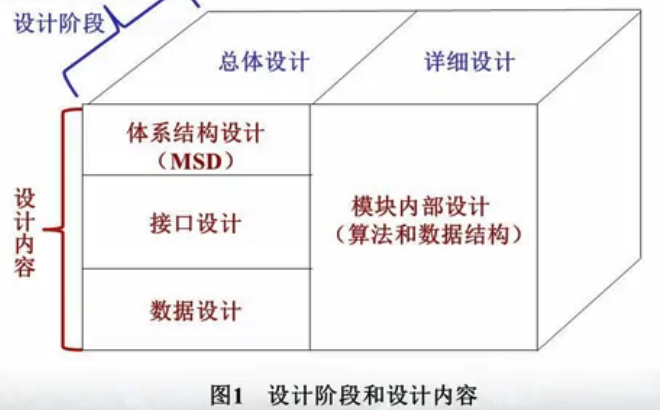 设计阶段
总体设计
详细设计
体系结构设计
（MSD）
接口设计
数据设计
模块内部设计
（算法和数据结构）
设计内容
图1 设计阶段和设计内容